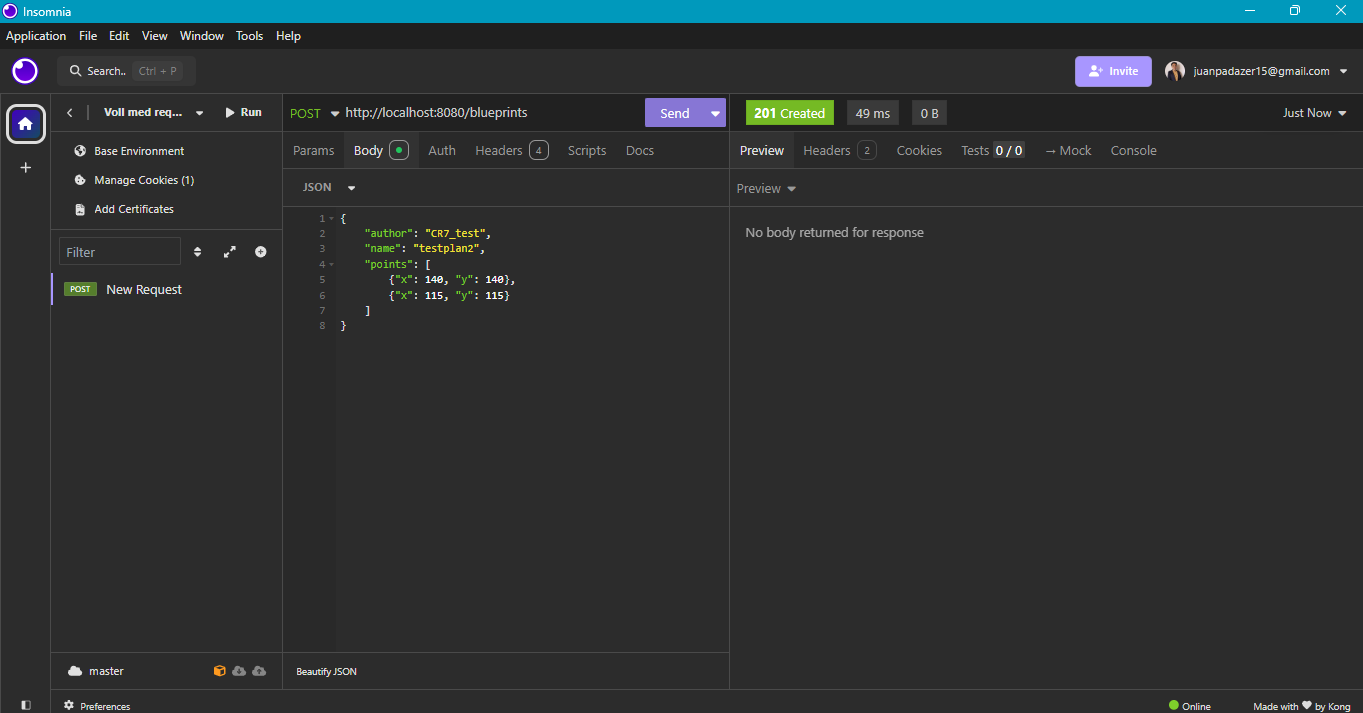 Insomnia
Application File Edit View Window Tools Help
Search.. Ctrl + P
Invite
juanpadazer15@gmail.com
Voll med req... Run
Base Environment
Manage Cookies (1)
Add Certificates
Filter
POST New Request
master
Preferences
POST http://localhost:8080/blueprints Send
Params Body Auth Headers 4 Scripts Docs
JSON
1 {
2 "author": "CR7_test",
3 "name": "testplan2",
4 "points": [
5 {"x": 140, "y": 140},
6 {"x": 115, "y": 115}
7 ]
8 }
Beautify JSON
201 Created 49 ms 0 B Just Now
Preview Headers 2 Cookies Tests 0 / 0 → Mock Console
Preview
No body returned for response
Online
Made with ♥ by Kong